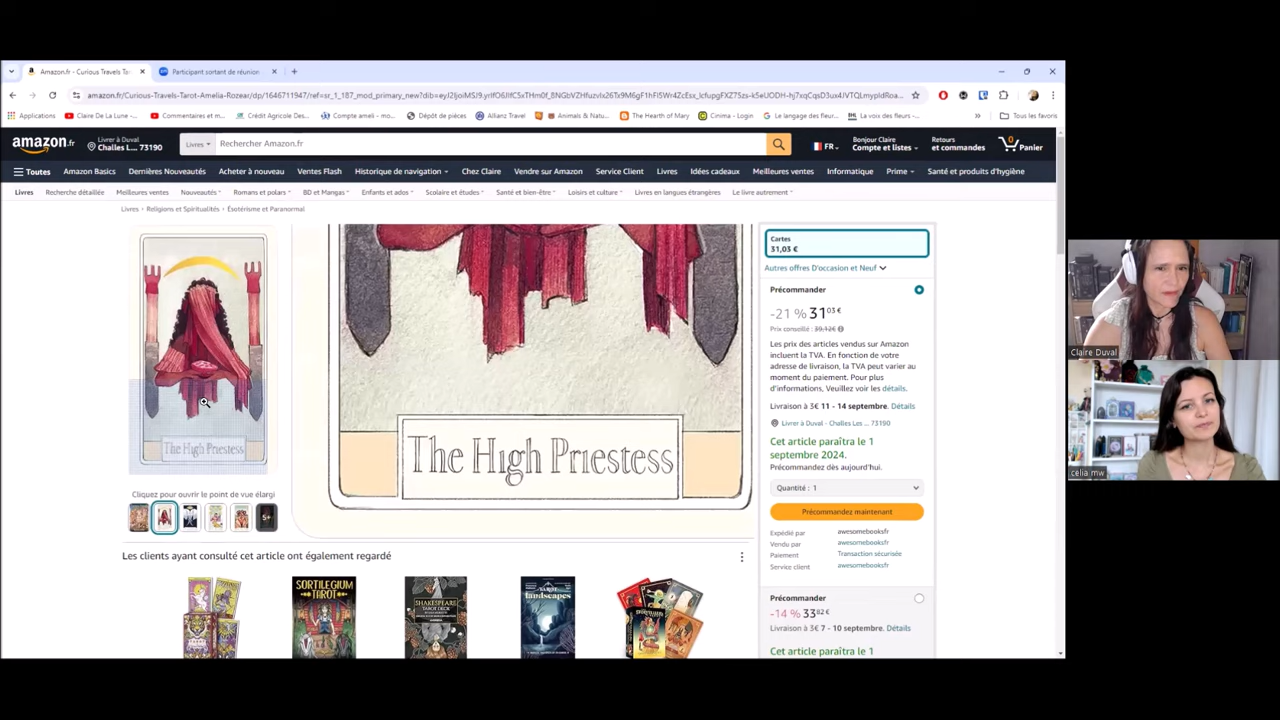 Amazon.fr - Curious Travels Ta
Participant sortant de réunion
Applications
Claire De La Lune -
Commentaires et m...
Crédit Agricole Des...
Compte ameli - mo...
Dépôt de pièces
Allianz Travel
Animals & Natu...
The Hearth of Mary
Cinma - Login
Le langage des fleur...
La voix des fleurs -...
Tous les favoris
amazon.fr
Livrer à Duval
Challes L... 73190
Livres
Rechercher Amazon.fr
FR
Bonjour Claire
Compte et listes
Retours
et commandes
0
Panier
Toutes
Amazon Basics
Dernières Nouveautés
Acheter à nouveau
Ventes Flash
Historique de navigation
Chez Claire
Vendre sur Amazon
Service Client
Livres
Idées cadeaux
Meilleures ventes
Informatique
Prime
Santé et produits d'hygiène
Livres
Recherche détaillée
Meilleures ventes
Nouveautés
Romans et polars
BD et Mangas
Enfants et ados
Scolaire et études
Santé et bien-être
Loisirs et culture
Livres en langues étrangères
Le livre autrement
Livres › Religions et Spiritualités › Ésotérisme et Paranormal
The High Priestess
The High Priestess
Cliquez pour ouvrir le point de vue élargi
5+
Cartes
31,03 €
Autres offres D'occasion et Neuf
Précommander
-21 % 31 03 €
Prix conseillé : 39,12€
Les prix des articles vendus sur Amazon
incluent la TVA. En fonction de votre
adresse de livraison, la TVA peut varier au
moment du paiement. Pour plus
d'informations, Veuillez voir les détails.
Livraison à 3€ 11 - 14 septembre. Détails
Livrer à Duval - Challes Les ... 73190
Cet article paraîtra le 1
septembre 2024.
Précommandez dès aujourd'hui.
Quantité : 1
Précommandez maintenant
Expédié par awesomebooksfr
Vendu par awesomebooksfr
Paiement Transaction sécurisée
Service client awesomebooksfr
Précommander
-14 % 33 82 €
Livraison à 3€ 7 - 10 septembre. Détails
Cet article paraîtra le 1
Les clients ayant consulté cet article ont également regardé
SORTILEGIUM
TAROT
SHAKESPEARE
TAROT DECK
landscapes
Claire Duval
celia mw